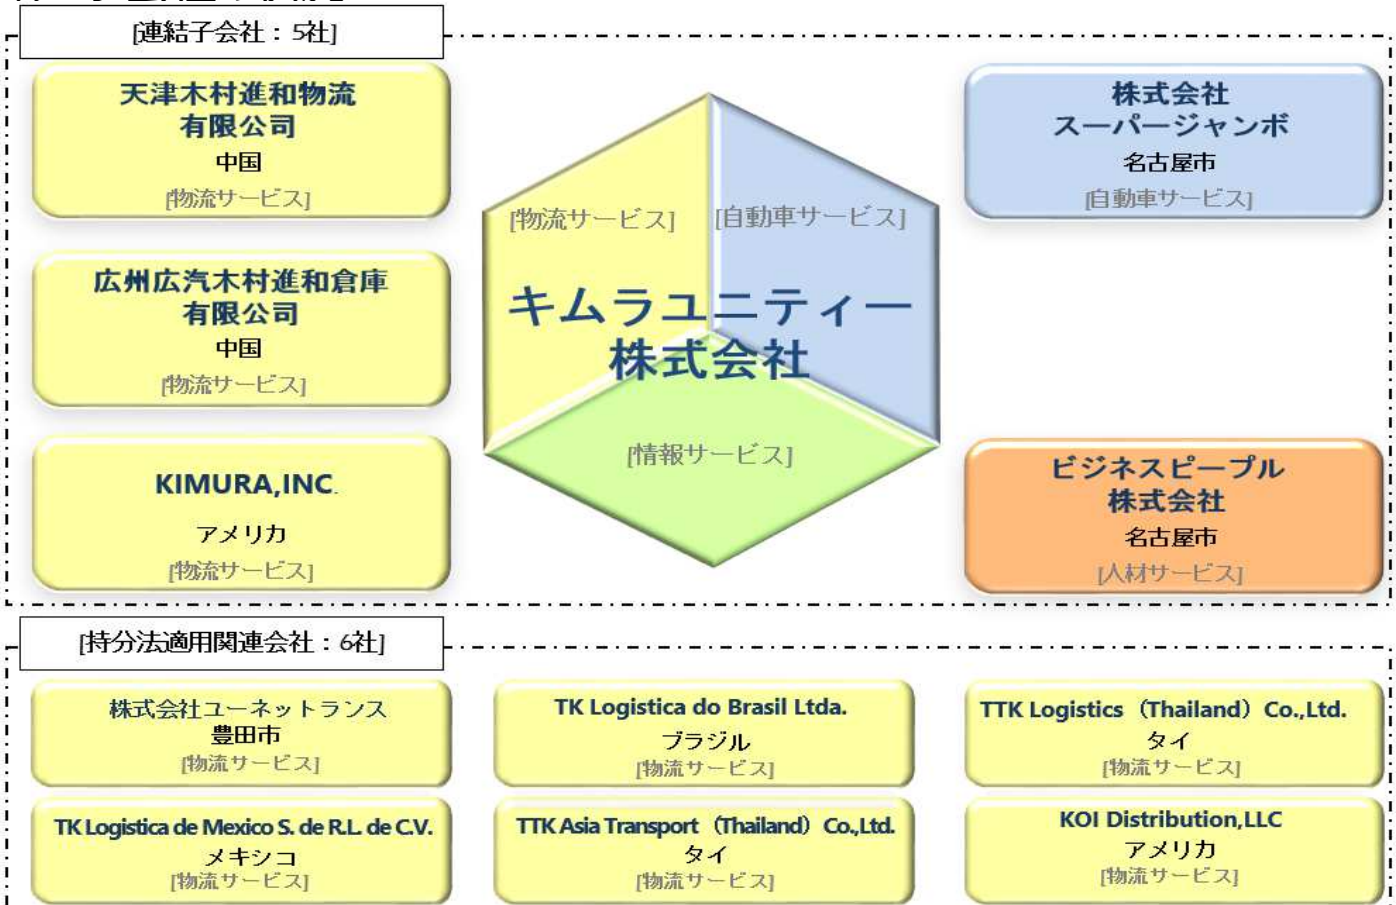 [連結子会社：5社]
天津木村進和物流
有限公司
中国
[物流サービス]
広州広汽木村進和倉庫
有限公司
中国
[物流サービス]
KIMURA,INC.
アメリカ
[物流サービス]
[物流サービス]
[自動車サービス]
キムラユニティー
株式会社
[情報サービス]
株式会社
スーパージャンボ
名古屋市
[自動車サービス]
ビジネスピープル
株式会社
名古屋市
[人材サービス]
[持分法適用関連会社：6社]
株式会社ユーネットランス
豊田市
[物流サービス]
TK Logistica do Brasil Ltda.
ブラジル
[物流サービス]
TTK Logistics（Thailand）Co.,Ltd.
タイ
[物流サービス]
TK Logistica de Mexico S. de R.L. de C.V.
メキシコ
[物流サービス]
TTK Asia Transport（Thailand）Co.,Ltd.
タイ
[物流サービス]
KOI Distribution,LLC
アメリカ
[物流サービス]